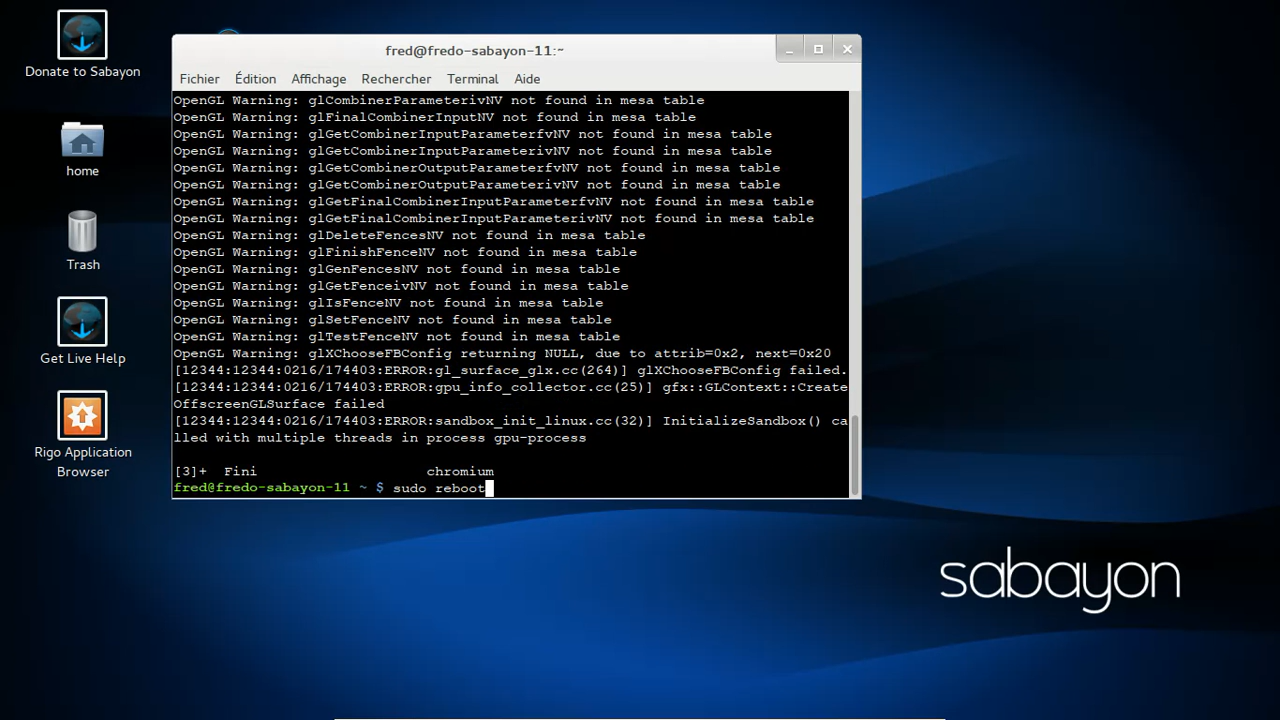 Donate to Sabayon
home
Trash
Get Live Help
Rigo Application
Browser
fred@fredo-sabayon-11:~
Fichier Édition Affichage Rechercher Terminal Aide
OpenGL Warning: glCombinerParameterivNV not found in mesa table
OpenGL Warning: glFinalCombinerInputNV not found in mesa table
OpenGL Warning: glGetCombinerInputParameterfvNV not found in mesa table
OpenGL Warning: glGetCombinerInputParameterivNV not found in mesa table
OpenGL Warning: glGetCombinerOutputParameterfvNV not found in mesa table
OpenGL Warning: glGetCombinerOutputParameterivNV not found in mesa table
OpenGL Warning: glGetFinalCombinerInputParameterfvNV not found in mesa table
OpenGL Warning: glGetFinalCombinerInputParameterivNV not found in mesa table
OpenGL Warning: glDeleteFencesNV not found in mesa table
OpenGL Warning: glFinishFenceNV not found in mesa table
OpenGL Warning: glGenFencesNV not found in mesa table
OpenGL Warning: glGetFenceivNV not found in mesa table
OpenGL Warning: glIsFenceNV not found in mesa table
OpenGL Warning: glSetFenceNV not found in mesa table
OpenGL Warning: glTestFenceNV not found in mesa table
OpenGL Warning: glXChooseFBConfig returning NULL, due to attrib=0x2, next=0x20
[12344:12344:0216/174403:ERROR:gl_surface_glx.cc(264)] glXChooseFBConfig failed.
[12344:12344:0216/174403:ERROR:gpu_info_collector.cc(25)] gfx::GLContext::Create
OffscreenGLSurface failed
[12344:12344:0216/174403:ERROR:sandbox_init_linux.cc(32)] InitializeSandbox() ca
lled with multiple threads in process gpu-process
[3]+  Fini                    chromium
fred@fredo-sabayon-11 ~ $ sudo reboot
sabayon